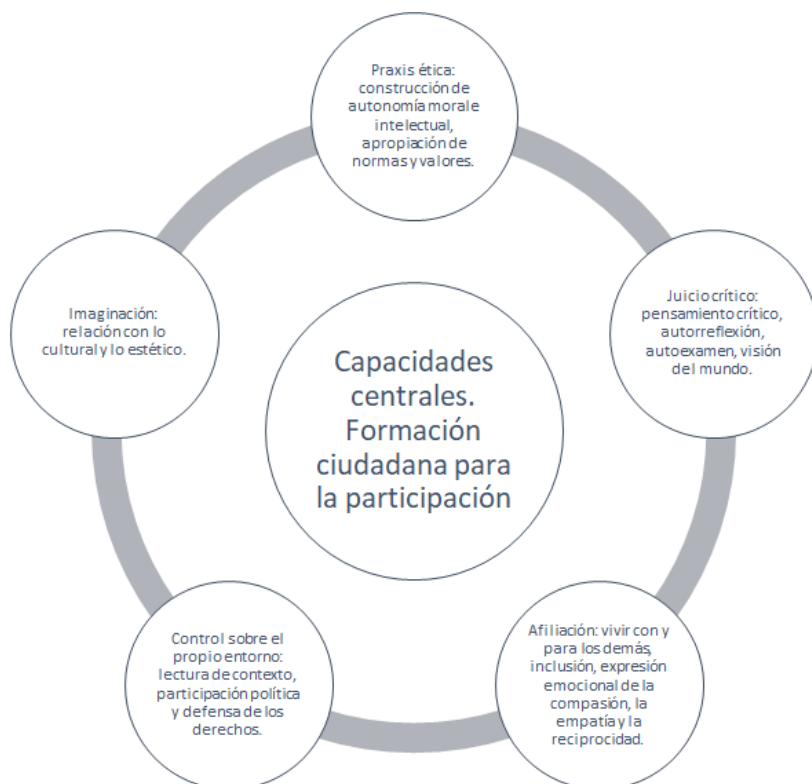 Praxis ética:
construcción de
autonomía moral e
intelectual,
apropiación de
normas y valores.
Juicio crítico:
pensamiento crítico,
autorreflexión,
autoexamen, visión
del mundo.
Imaginación:
relación con lo
cultural y lo estético.
Capacidades
centrales.
Formación
ciudadana para
la participación
Control sobre el
propio entorno:
lectura de contexto,
participación política
y defensa de los
derechos.
Afiliación: vivir con y
para los demás,
inclusión, expresión
emocional de la
compasión, la
empatía y la
reciprocidad.